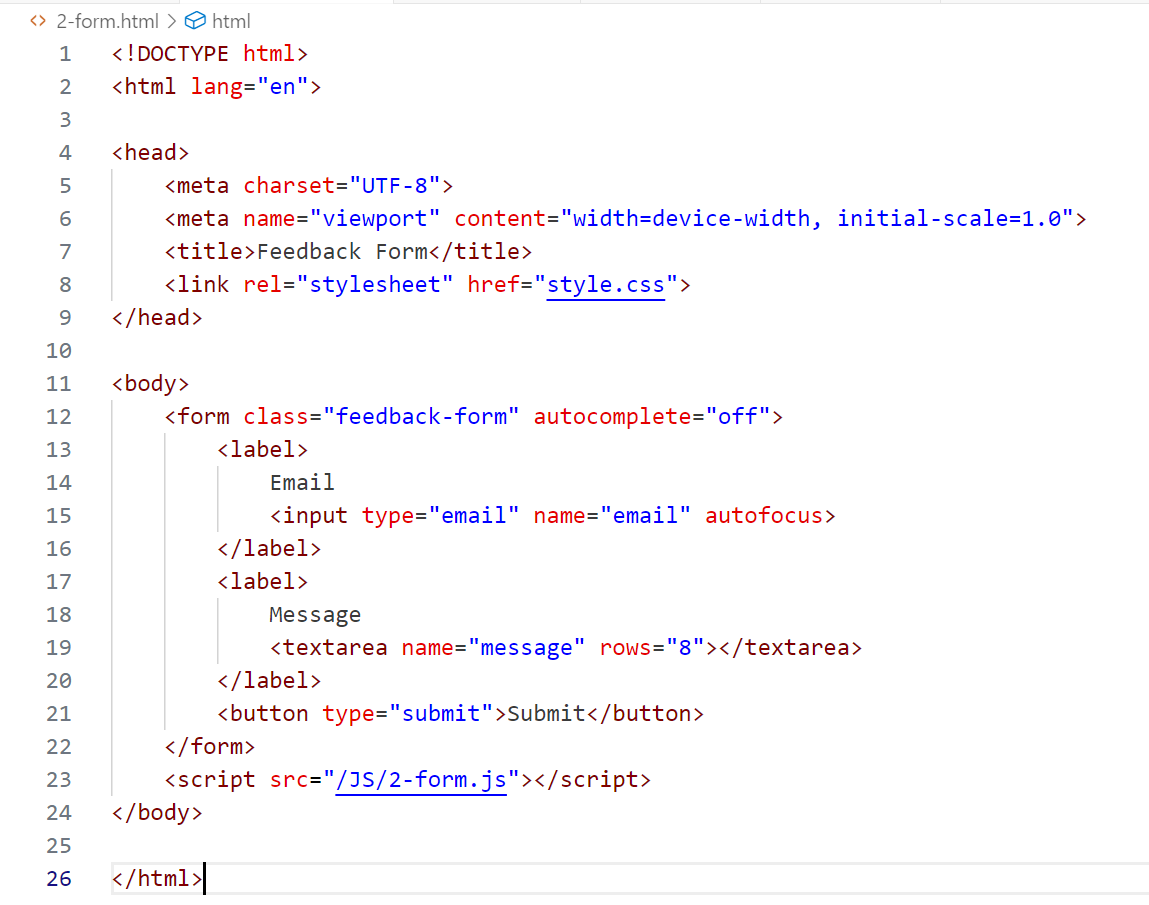 2-form.html > html
1 <!DOCTYPE html>
2 <html lang="en">
3
4 <head>
5     <meta charset="UTF-8">
6     <meta name="viewport" content="width=device-width, initial-scale=1.0">
7     <title>Feedback Form</title>
8     <link rel="stylesheet" href="style.css">
9 </head>
10
11 <body>
12     <form class="feedback-form" autocomplete="off">
13         <label>
14             Email
15             <input type="email" name="email" autofocus>
16         </label>
17         <label>
18             Message
19             <textarea name="message" rows="8"></textarea>
20         </label>
21         <button type="submit">Submit</button>
22     </form>
23     <script src="/JS/2-form.js"></script>
24 </body>
25
26 </html>